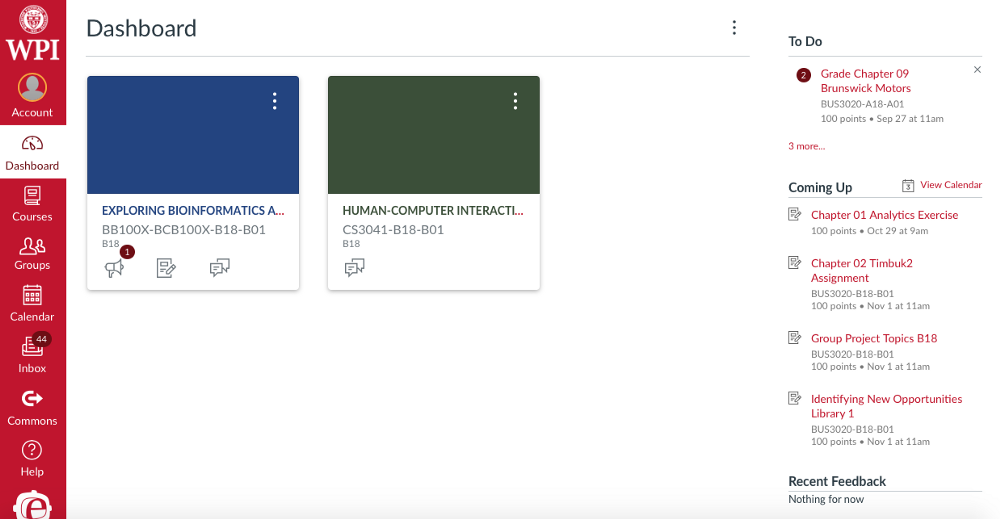 WPI
Account
Dashboard
Courses
Groups
Calendar
44
Inbox
Commons
Help
Dashboard
EXPLORING BIOINFORMATICS A...
BB100X-BCB100X-B18-B01
B18
1
HUMAN-COMPUTER INTERACTI...
CS3041-B18-B01
B18
To Do
2
Grade Chapter 09
Brunswick Motors
BUS3020-A18-A01
100 points • Sep 27 at 11am
3 more...
Coming Up
3
View Calendar
Chapter 01 Analytics Exercise
100 points • Oct 29 at 9am
Chapter 02 Timbuk2
Assignment
BUS3020-B18-B01
100 points • Nov 1 at 11am
Group Project Topics B18
BUS3020-B18-B01
100 points • Nov 1 at 11am
Identifying New Opportunities
Library 1
BUS3020-B18-B01
100 points • Nov 1 at 11am
Recent Feedback
Nothing for now